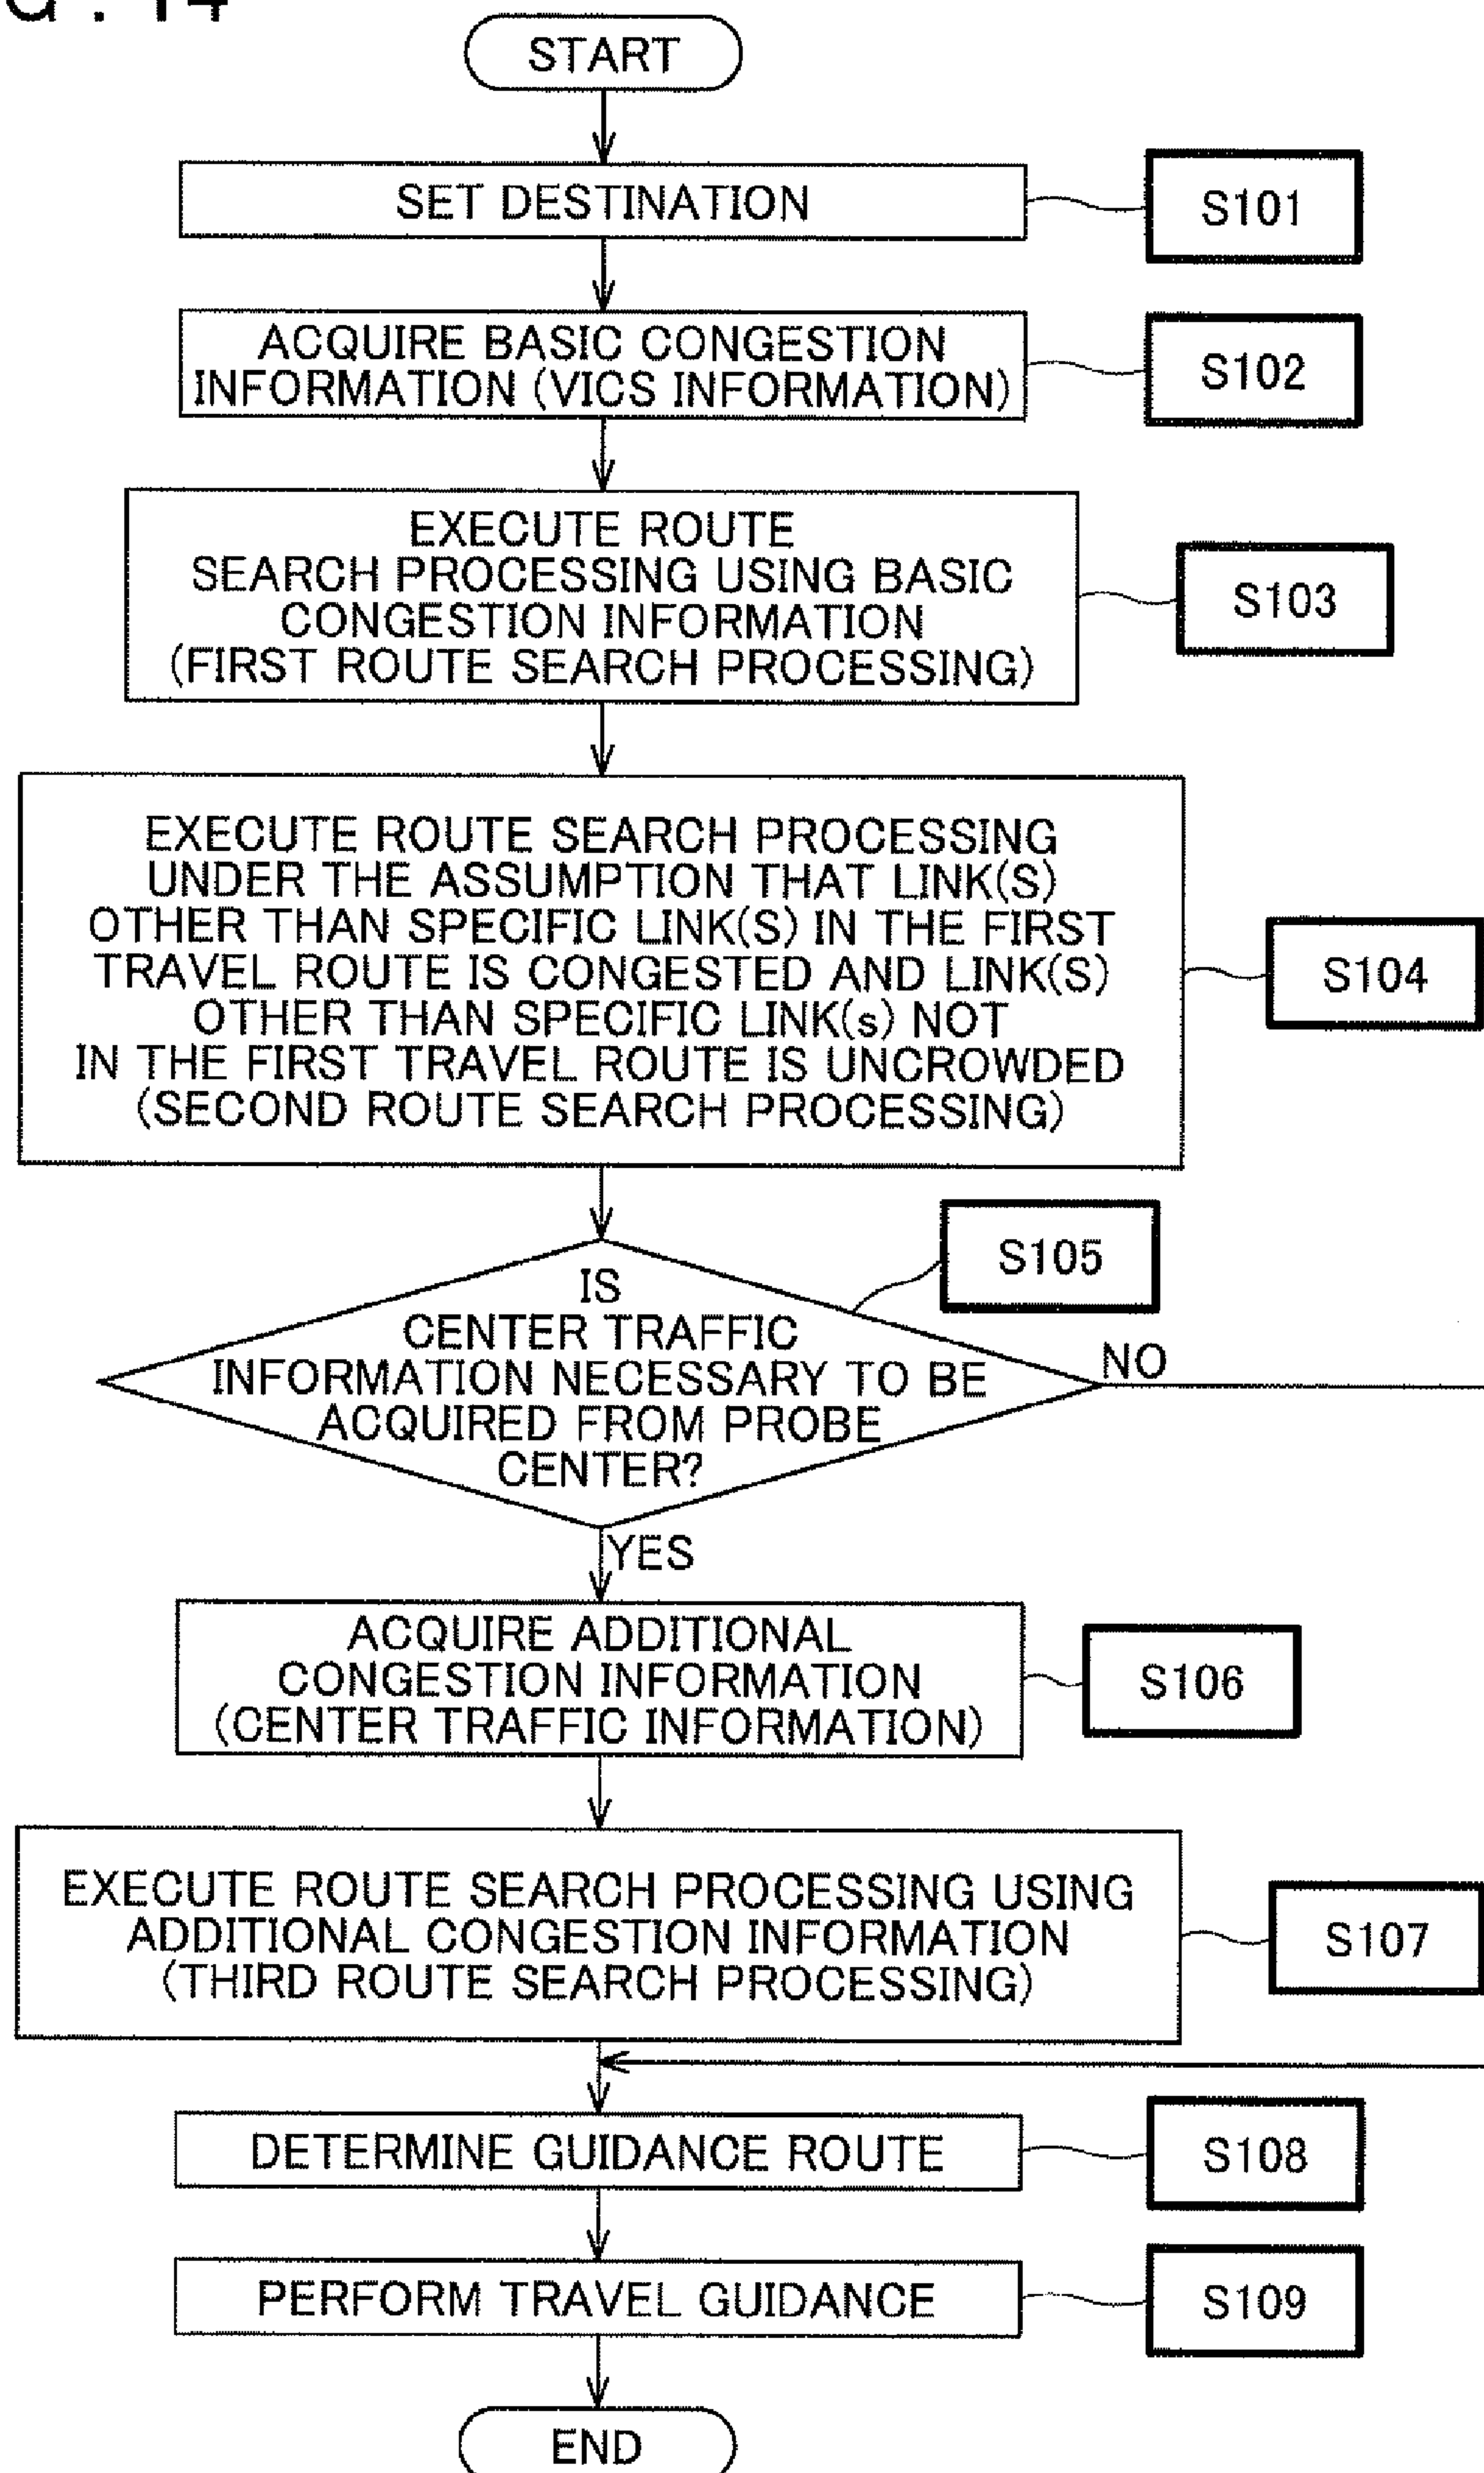 START
SET DESTINATION
S101
ACQUIRE BASIC CONGESTION
INFORMATION (VICS INFORMATION)
S102
EXECUTE ROUTE
SEARCH PROCESSING USING BASIC
CONGESTION INFORMATION
(FIRST ROUTE SEARCH PROCESSING)
S103
EXECUTE ROUTE SEARCH PROCESSING
UNDER THE ASSUMPTION THAT LINK(S)
OTHER THAN SPECIFIC LINK(S) IN THE FIRST
TRAVEL ROUTE IS CONGESTED AND LINK(S)
OTHER THAN SPECIFIC LINK(s) NOT
IN THE FIRST TRAVEL ROUTE IS UNCROWDED
(SECOND ROUTE SEARCH PROCESSING)
S104
IS
CENTER TRAFFIC
INFORMATION NECESSARY TO BE
ACQUIRED FROM PROBE
CENTER?
S105
NO
YES
ACQUIRE ADDITIONAL
CONGESTION INFORMATION
(CENTER TRAFFIC INFORMATION)
S106
EXECUTE ROUTE SEARCH PROCESSING USING
ADDITIONAL CONGESTION INFORMATION
(THIRD ROUTE SEARCH PROCESSING)
S107
DETERMINE GUIDANCE ROUTE
S108
PERFORM TRAVEL GUIDANCE
S109
END